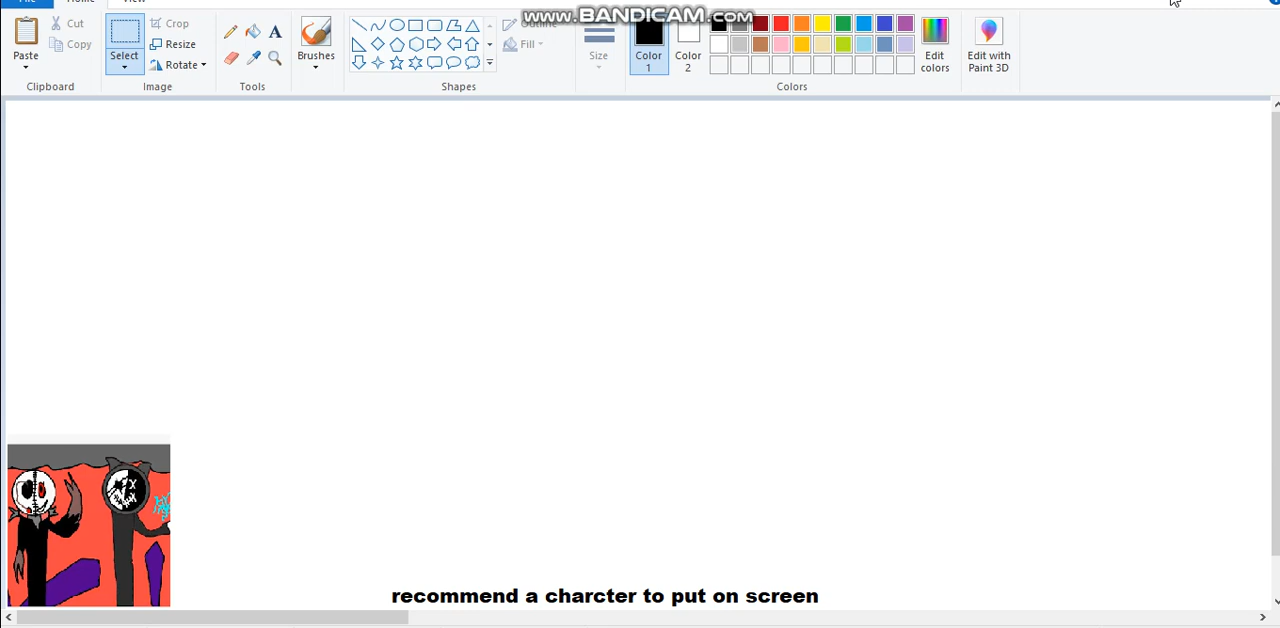 www.BANDICAM.com
Cut
Copy
Paste
Clipboard
Select
Crop
Resize
Rotate
Image
A
Tools
Brushes
Outline
Fill
Shapes
Size
Color
1
Color
2
Edit
colors
Colors
Edit with
Paint 3D
recommend a charcter to put on screen